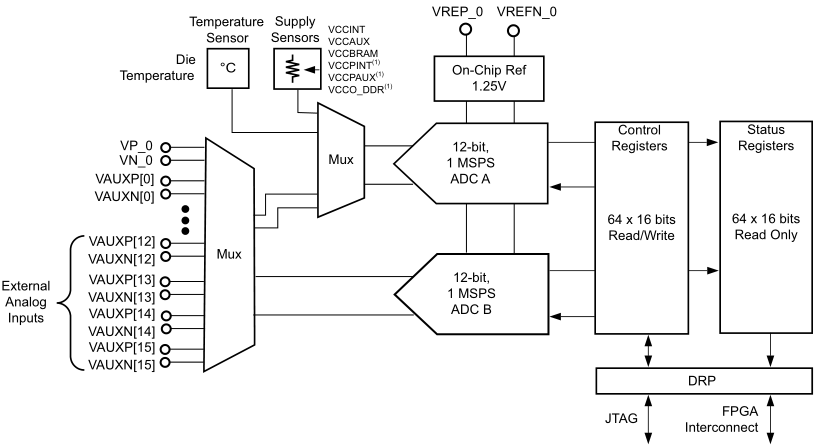 Temperature
Sensor
Supply
Sensors
VCCINT
VCCAUX
VCCBRAM
VCCPINT(1)
VCCPAUX(1)
VCCO_DDR(1)
VREP_0
VREFN_0
Die
Temperature
°C
On-Chip Ref
1.25V
VP_0
VN_0
VAUXP[0]
VAUXN[0]
VAUXP[12]
VAUXN[12]
VAUXP[13]
VAUXN[13]
VAUXP[14]
VAUXN[14]
VAUXP[15]
VAUXN[15]
External
Analog
Inputs
Mux
Mux
12-bit,
1 MSPS
ADC A
12-bit,
1 MSPS
ADC B
Control
Registers
64 x 16 bits
Read/Write
Status
Registers
64 x 16 bits
Read Only
DRP
JTAG
FPGA
Interconnect